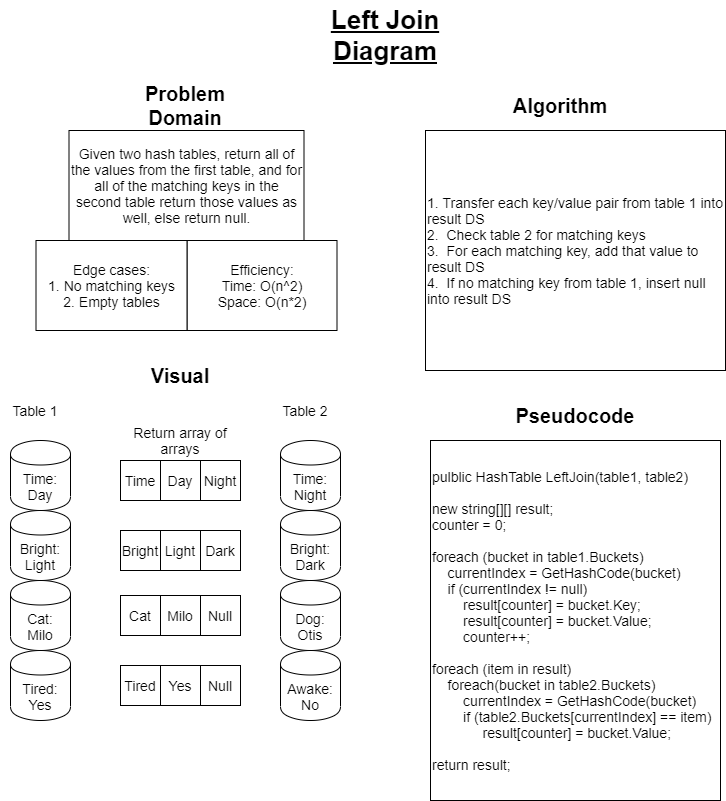 Left Join
Diagram
Problem
Domain
Given two hash tables, return all of
the values from the first table, and for
all of the matching keys in the
second table return those values as
well, else return null.
Edge cases:
1. No matching keys
2. Empty tables
Efficiency:
Time: O(n^2)
Space: O(n*2)
Algorithm
1. Transfer each key/value pair from table 1 into
result DS
2.  Check table 2 for matching keys
3.  For each matching key, add that value to
result DS
4.  If no matching key from table 1, insert null
into result DS
Visual
Table 1
Time:
Day
Bright:
Light
Cat:
Milo
Tired:
Yes
Return array of
arrays
Time Day Night
Bright Light Dark
Cat Milo Null
Tired Yes Null
Table 2
Time:
Night
Bright:
Dark
Dog:
Otis
Awake:
No
Pseudocode
pulblic HashTable LeftJoin(table1, table2)
new string[][] result;
counter = 0;
foreach (bucket in table1.Buckets)
currentIndex = GetHashCode(bucket)
if (currentIndex != null)
result[counter] = bucket.Key;
result[counter] = bucket.Value;
counter++;
foreach (item in result)
foreach(bucket in table2.Buckets)
currentIndex = GetHashCode(bucket)
if (table2.Buckets[currentIndex] == item)
result[counter] = bucket.Value;
return result;